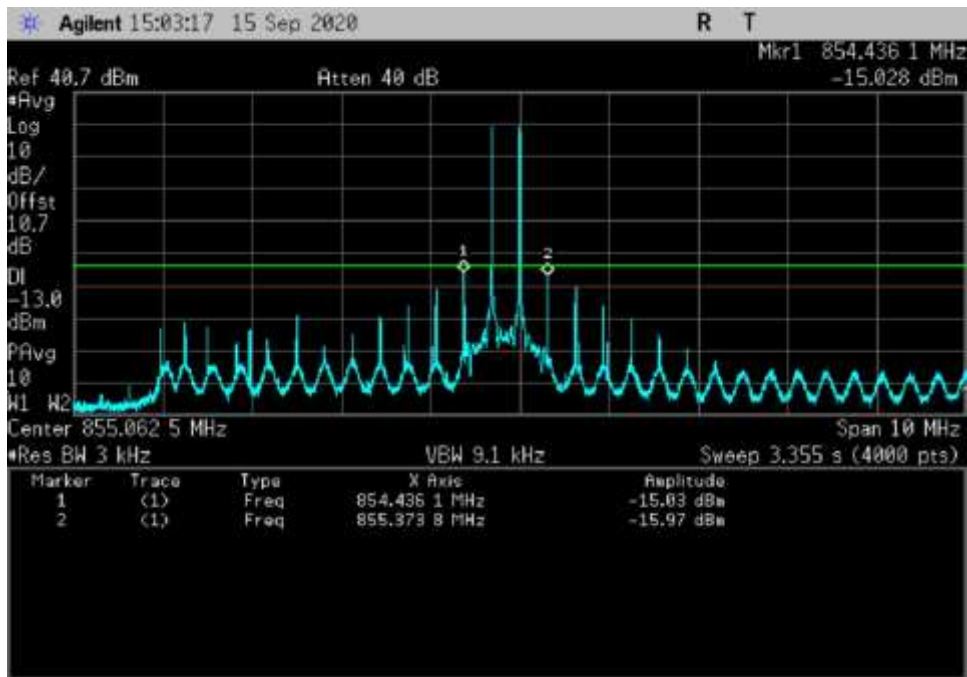 Agilent 15:03:17 15 Sep 2020 R T
Mkr1 854.436 1 MHz
Ref 40.7 dBm Atten 40 dB -15.028 dBm
#Avg
Log
10
dB/
Offst
10.7
dB
DI
-13.0
dBm
PAvg
10
W1 W2
1
2
Center 855.062 5 MHz Span 10 MHz
#Res BW 3 kHz VBW 9.1 kHz Sweep 3.355 s (4000 pts)
Marker Trace Type X Axis Amplitude
1 (1) Freq 854.436 1 MHz -15.03 dBm
2 (1) Freq 855.373 8 MHz -15.97 dBm